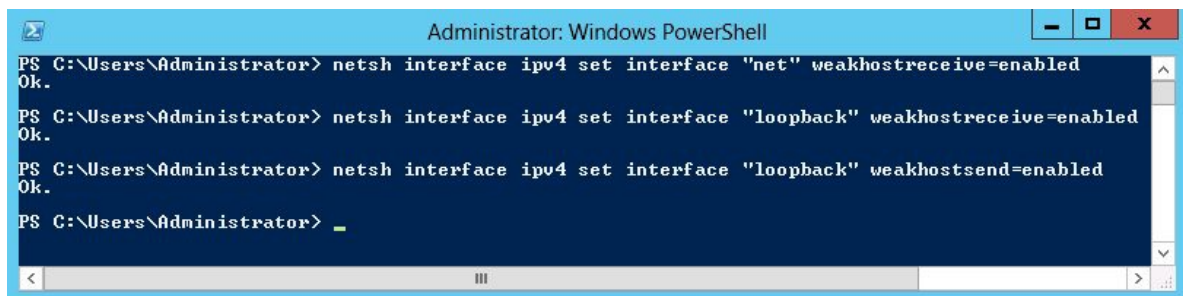 Administrator: Windows PowerShell
PS C:\Users\Administrator> netsh interface ipv4 set interface "net" weakhostreceive=enabled
Ok.
PS C:\Users\Administrator> netsh interface ipv4 set interface "loopback" weakhostreceive=enabled
Ok.
PS C:\Users\Administrator> netsh interface ipv4 set interface "loopback" weakhostsend=enabled
Ok.
PS C:\Users\Administrator> _